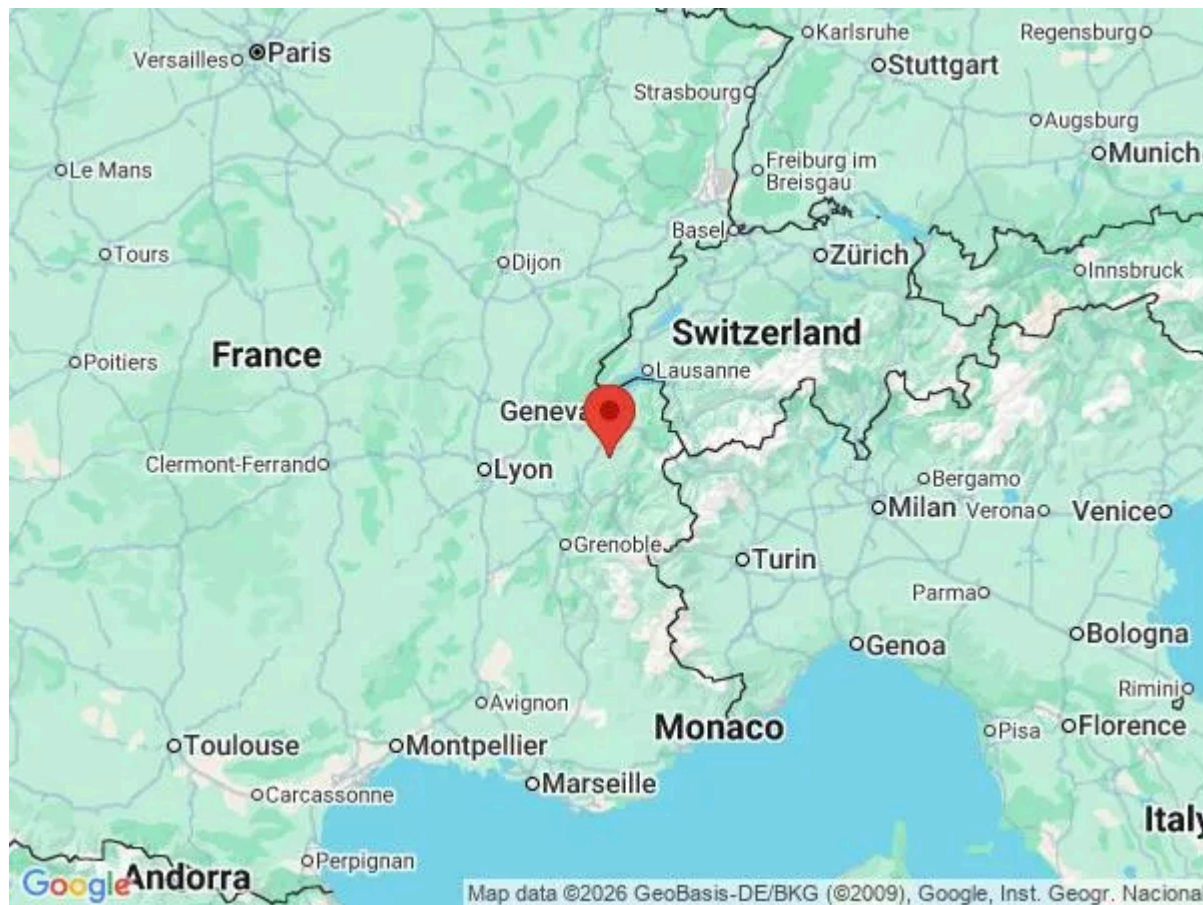 Karlsruhe
Regensburg
Versailles
Paris
Stuttgart
Strasbourg
Augsburg
Munich
Le Mans
Freiburg im
Breisgau
Basel
Tours
Dijon
Zürich
Innsbruck
Switzerland
France
Poitiers
Lausanne
Geneva
Clermont-Ferrand
Lyon
Bergamo
Milan
Verona
Venice
Grenoble
Turin
Parma
Bologna
Genoa
Rimini
Avignon
Monaco
Pisa
Florence
Toulouse
Montpellier
Marseille
Carcassonne
Italy
Perpignan
Andorra
Google
Map data ©2026 GeoBasis-DE/BKG (©2009), Google, Inst. Geogr. Nacional